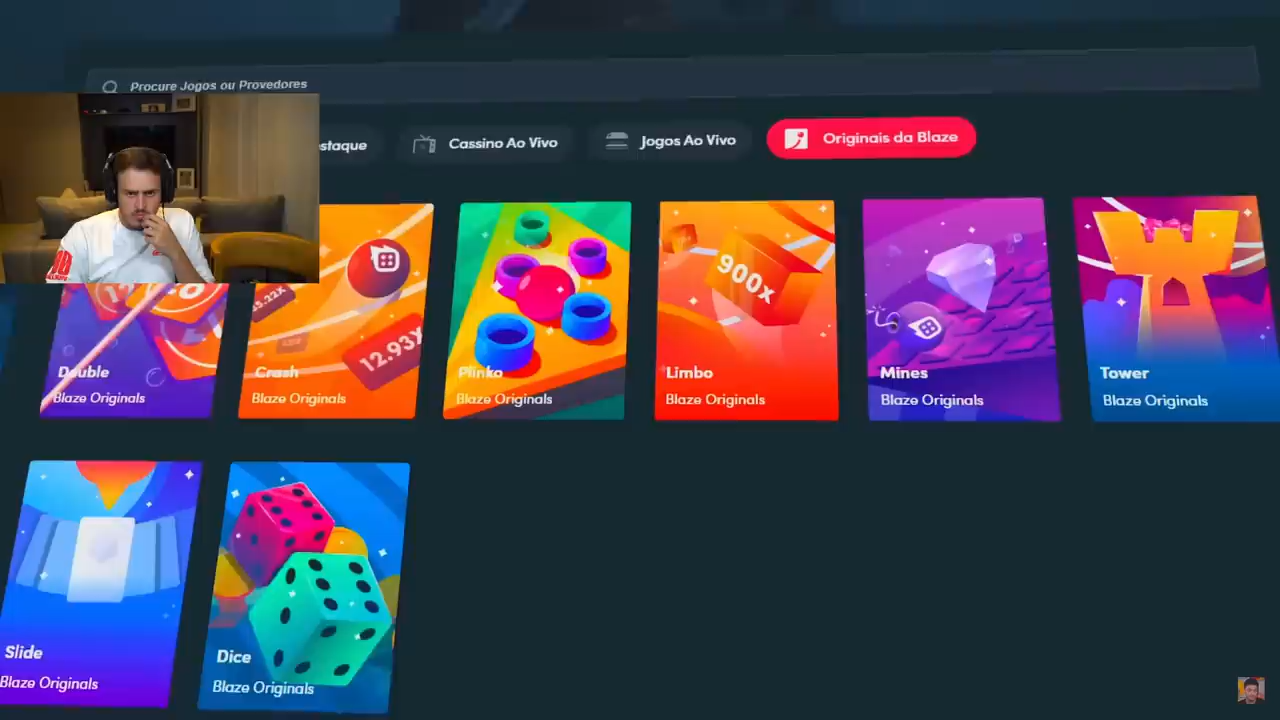 Procure Jogos ou Provedores
staque
Cassino Ao Vivo
Jogos Ao Vivo
Originais da Blaze
12.93x
900x
Double
Blaze Originals
Crash
Blaze Originals
Plinko
Blaze Originals
Limbo
Blaze Originals
Mines
Blaze Originals
Tower
Blaze Originals
Slide
Blaze Originals
Dice
Blaze Originals